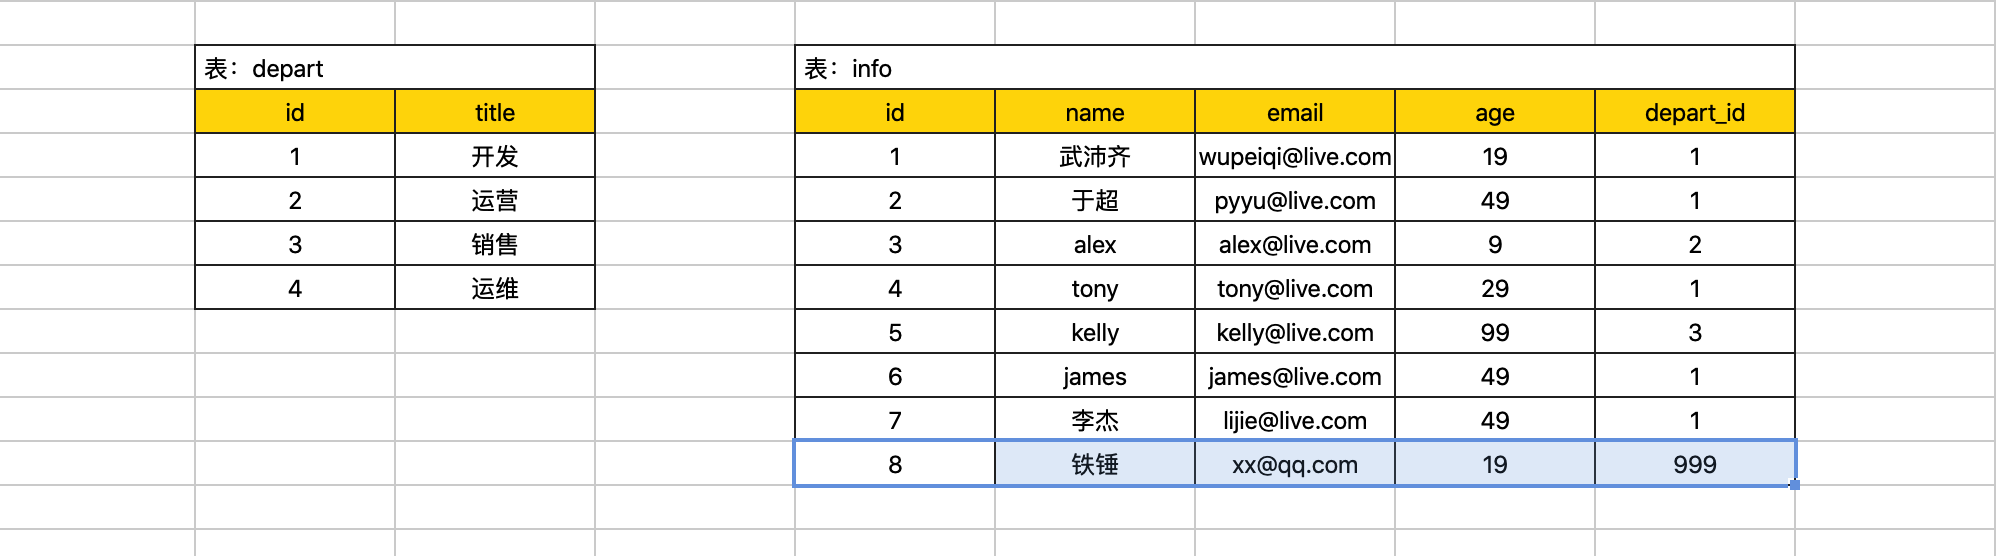 表：depart
id title
1 开发
2 运营
3 销售
4 运维
表：info
id name email age depart_id
1 武沛齐 wupeiqi@live.com 19 1
2 于超 pyyu@live.com 49 1
3 alex alex@live.com 9 2
4 tony tony@live.com 29 1
5 kelly kelly@live.com 99 3
6 james james@live.com 49 1
7 李杰 lijie@live.com 49 1
8 铁锤 xx@qq.com 19 999